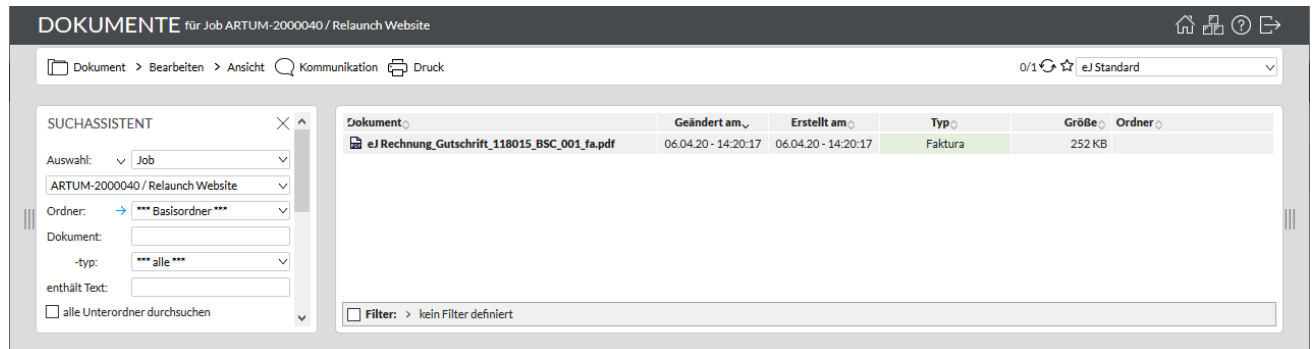 DOKUMENTE für Job ARTUM-2000040 / Relaunch Website
Dokument > Bearbeiten > Ansicht Kommunikation Druck
0/1 eJ Standard
SUCHASSISTENT
Auswahl: Job
ARTUM-2000040 / Relaunch Website
Ordner: *** Basisordner ***
Dokument:
-typ: *** alle ***
enthält Text:
alle Unterordner durchsuchen
Dokument Geändert am Erstellt am Typ Größe Ordner
eJ Rechnung_Gutschrift_118015_BSC_001_fa.pdf 06.04.20 - 14:20:17 06.04.20 - 14:20:17 Faktura 252 KB
Filter: > kein Filter definiert